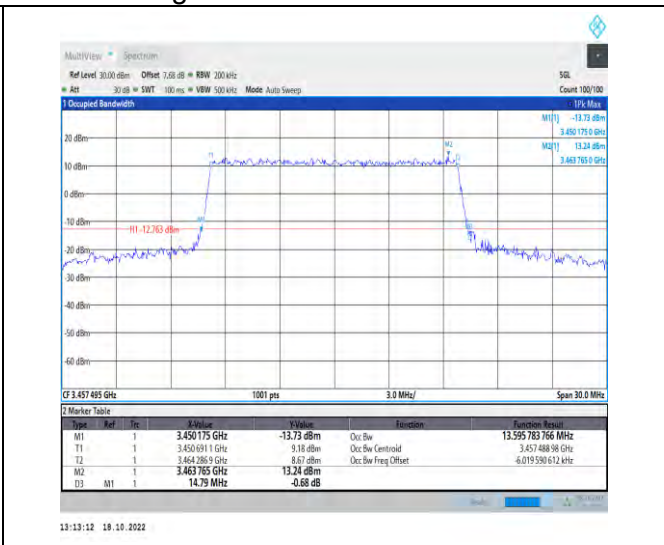 MultiView Spectrum
Ref Level 30.00 dBm Offset 7.68 dB RBW 200 kHz SGL
Att 30 dB SWT 100 ms VBW 500 kHz Mode Auto Sweep Count 100/100
1 Occupied Bandwidth 1Pk Max
M1[1] -13.73 dBm
3.450 175 0 GHz
M2[1] 13.24 dBm
3.463 765 0 GHz
20 dBm
M2
T1
10 dBm
0 dBm
-10 dBm
H1 -12.763 dBm
-20 dBm
-30 dBm
-40 dBm
-50 dBm
-60 dBm
CF 3.457 495 GHz 1001 pts 3.0 MHz/ Span 30.0 MHz
2 Marker Table
Type Ref Trc X-Value Y-Value Function Function Result
M1 1 3.450175 GHz -13.73 dBm Occ Bw 13.595 783 766 MHz
T1 1 3.450 691 1 GHz 9.18 dBm Occ Bw Centroid 3.457 488 98 GHz
T2 1 3.464 286 9 GHz 8.67 dBm Occ Bw Freq Offset -6.019 590 612 kHz
M2 1 3.463 765 GHz 13.24 dBm
D3 M1 1 14.79 MHz -0.68 dB
13:13:12 18.10.2022